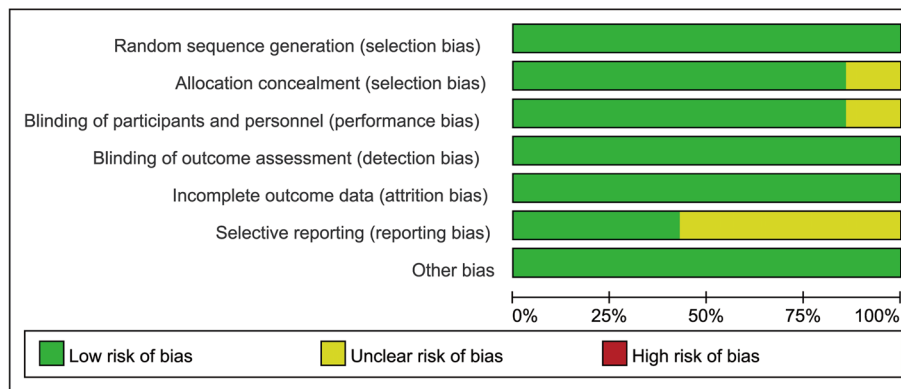 Random sequence generation (selection bias)
Allocation concealment (selection bias)
Blinding of participants and personnel (performance bias)
Blinding of outcome assessment (detection bias)
Incomplete outcome data (attrition bias)
Selective reporting (reporting bias)
Other bias
0% 25% 50% 75% 100%
Low risk of bias Unclear risk of bias High risk of bias